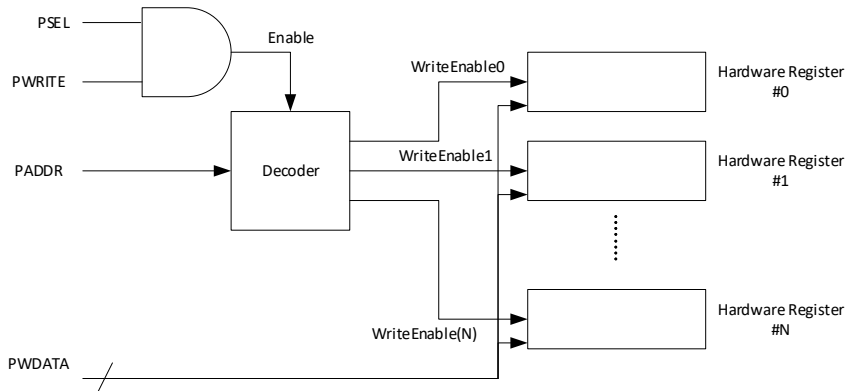 PSEL
Enable
PWRITE
WriteEnable0
Hardware Register
#0
PADDR
Decoder
WriteEnable1
Hardware Register
#1
WriteEnable(N)
Hardware Register
#N
PWDATA